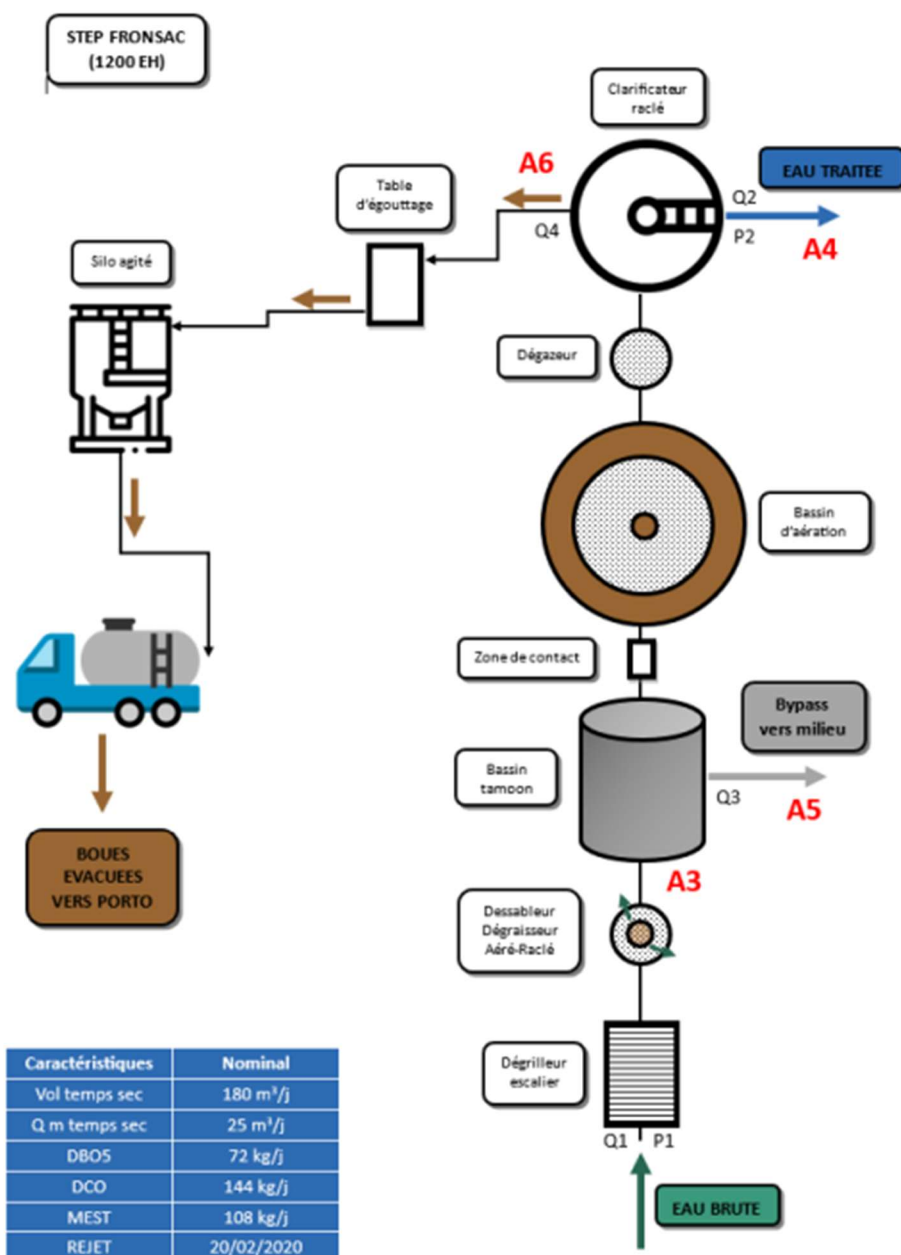 STEP FRONSAC
(1200 EH)
Clarificateur
raclé
A6
Table
d'égouttage
Q4
EAU TRAITEE
Q2
P2
A4
Silo agité
Dégazeur
Bassin
d'aération
Zone de contact
Bypass
vers milieu
Bassin
tampon
Q3
A5
BOUES
EVACUEES
VERS PORTO
A3
Dessableur
Dégraisseur
Aéré-Raclé
Dégrilleur
escalier
Q1 P1
EAU BRUTE
Caractéristiques Nominal
Vol temps sec 180 m³/j
Q m temps sec 25 m³/j
DBO5 72 kg/j
DCO 144 kg/j
MEST 108 kg/j
REJET 20/02/2020